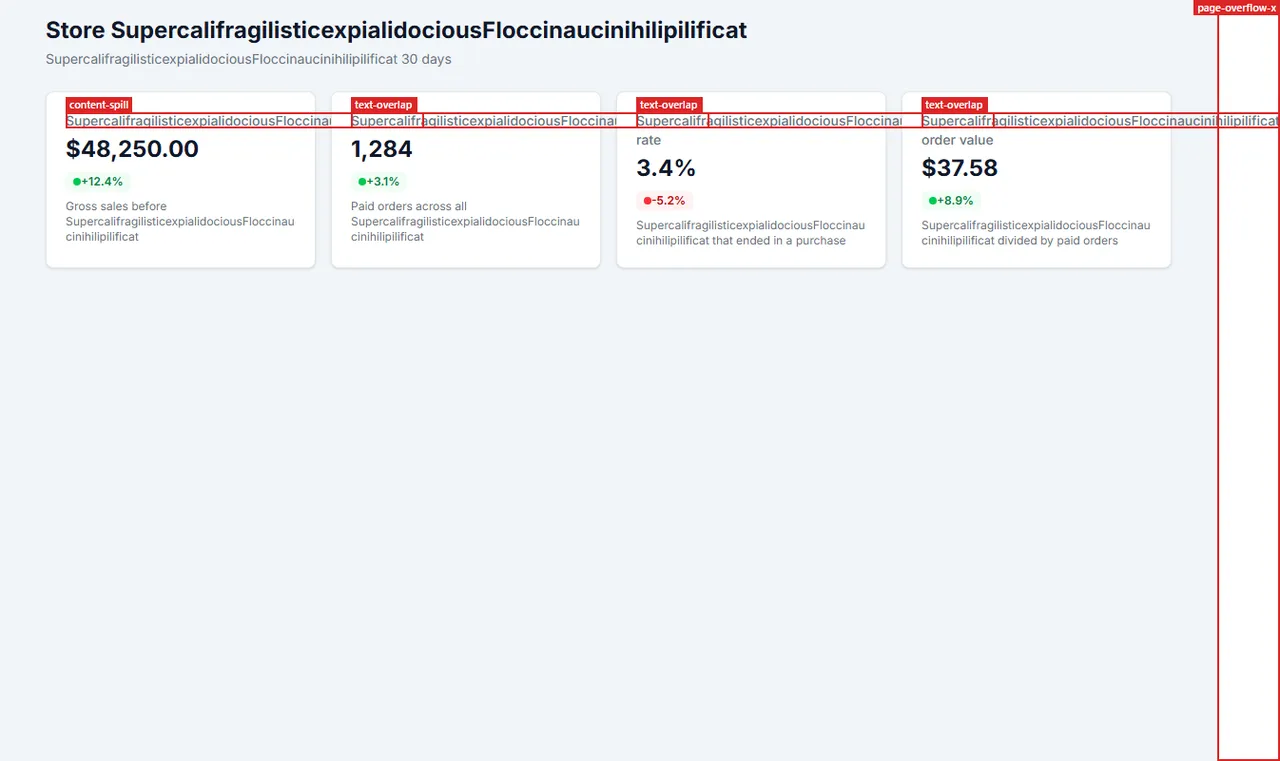 page-overflow-x
Store SupercalifragilisticexpialidociousFloccinaucinihilipilificat
SupercalifragilisticexpialidociousFloccinaucinihilipilificat 30 days
content-spill
text-overlap
text-overlap
text-overlap
SupercalifragilisticexpialidociousFloccinau
SupercalifragilisticexpialidociousFloccinau
SupercalifragilisticexpialidociousFloccinau
SupercalifragilisticexpialidociousFloccinaucinihilipilificat
rate
order value
$48,250.00
1,284
3.4%
$37.58
+12.4%
+3.1%
-5.2%
+8.9%
Gross sales before
SupercalifragilisticexpialidociousFloccinau
cinihilipilificat
Paid orders across all
SupercalifragilisticexpialidociousFloccinau
cinihilipilificat
SupercalifragilisticexpialidociousFloccinau
cinihilipilificat that ended in a purchase
SupercalifragilisticexpialidociousFloccinau
cinihilipilificat divided by paid orders